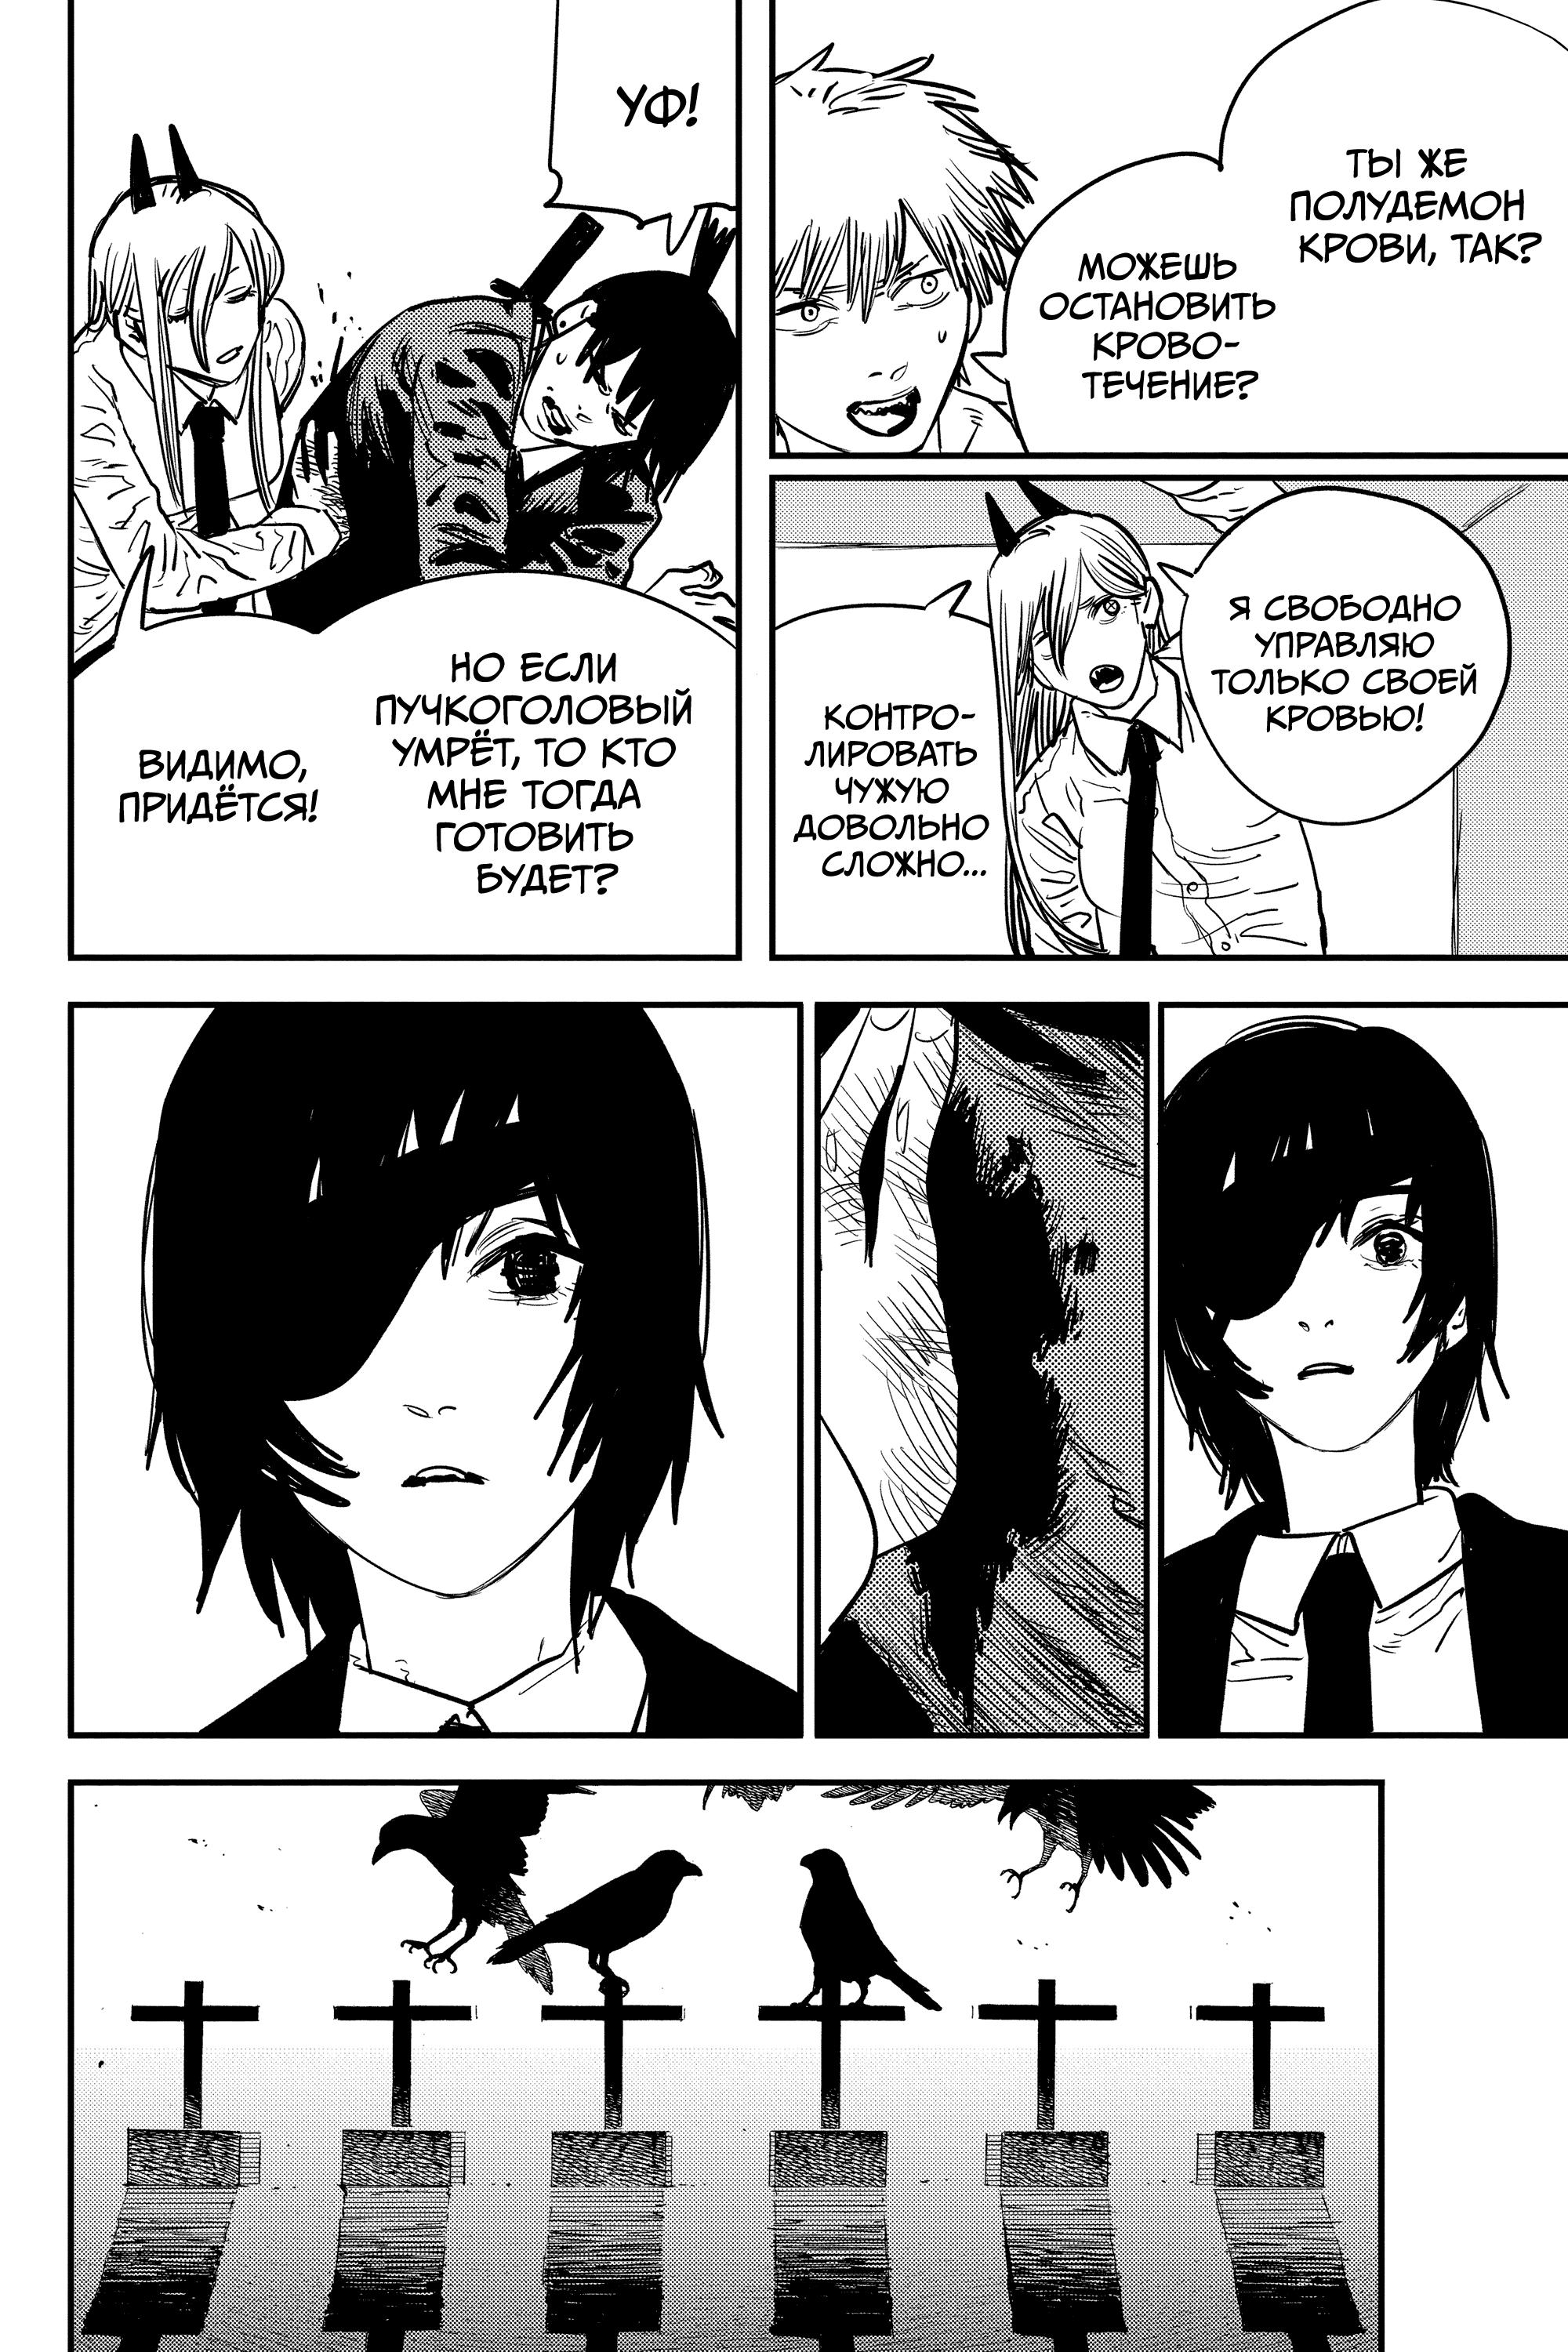 ТЫ ЖЕ
ПОЛУДЕМОН
КРОВИ, ТАК?
МОЖЕШЬ
ОСТАНОВИТЬ
КРОВО-
ТЕЧЕНИЕ?
Я СВОБОДНО
УПРАВЛЯЮ
ТОЛЬКО СВОЕЙ
КРОВЬЮ!
КОНТРО-
ЛИРОВАТЬ
ЧУЖУЮ
ДОВОЛЬНО
СЛОЖНО...
УФ!
НО ЕСЛИ
ПУЧКОГОЛОВЫЙ
УМРЁТ, ТО КТО
МНЕ ТОГДА
ГОТОВИТЬ
БУДЕТ?
ВИДИМО,
ПРИДЁТСЯ!